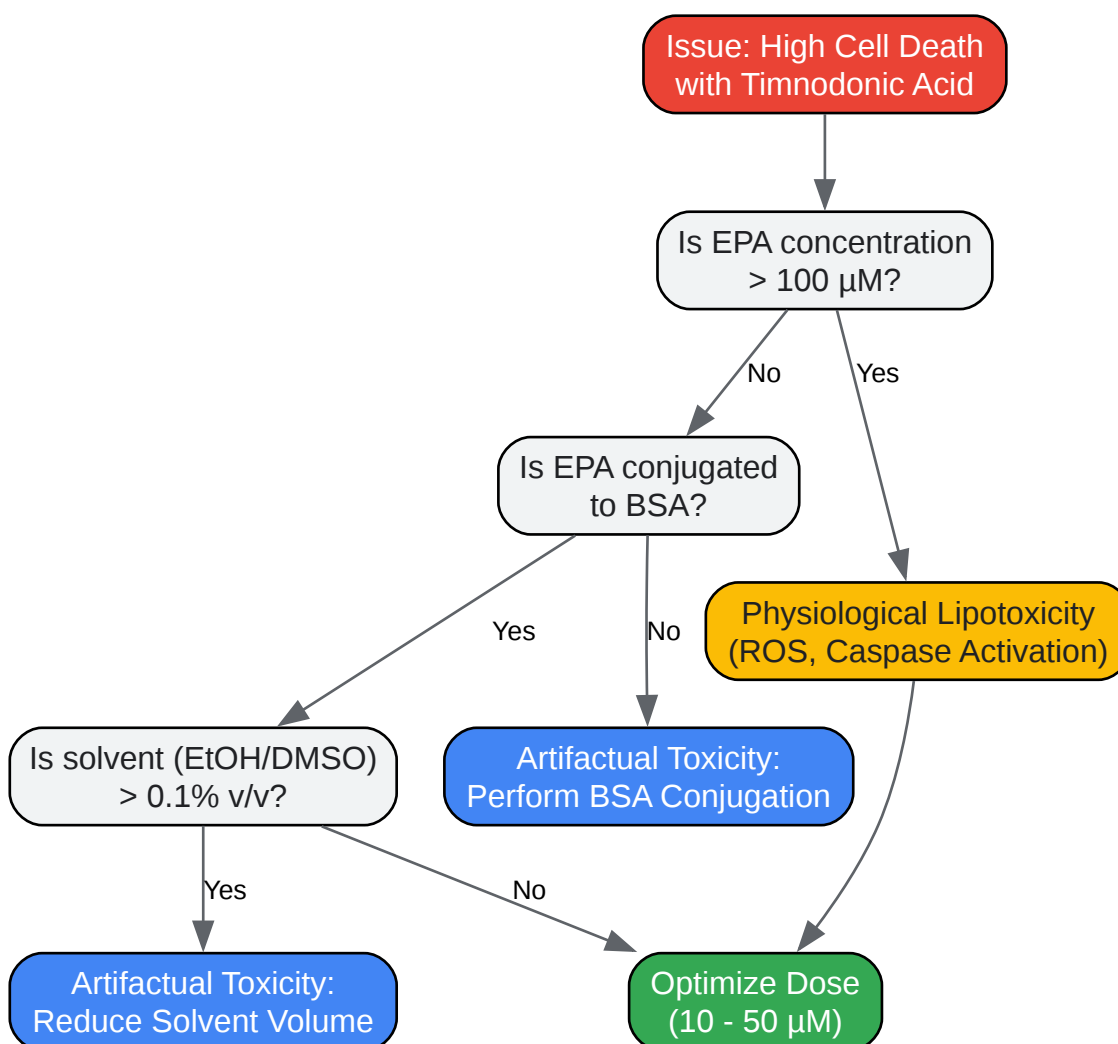 Issue: High Cell Death
with Timnodonic Acid
Is EPA concentration
> 100 µM?
No
Yes
Is EPA conjugated
to BSA?
Physiological Lipotoxicity
(ROS, Caspase Activation)
Yes
No
Is solvent (EtOH/DMSO)
> 0.1% v/v?
Artifactual Toxicity:
Perform BSA Conjugation
Yes
No
Artifactual Toxicity:
Reduce Solvent Volume
Optimize Dose
(10 - 50 µM)